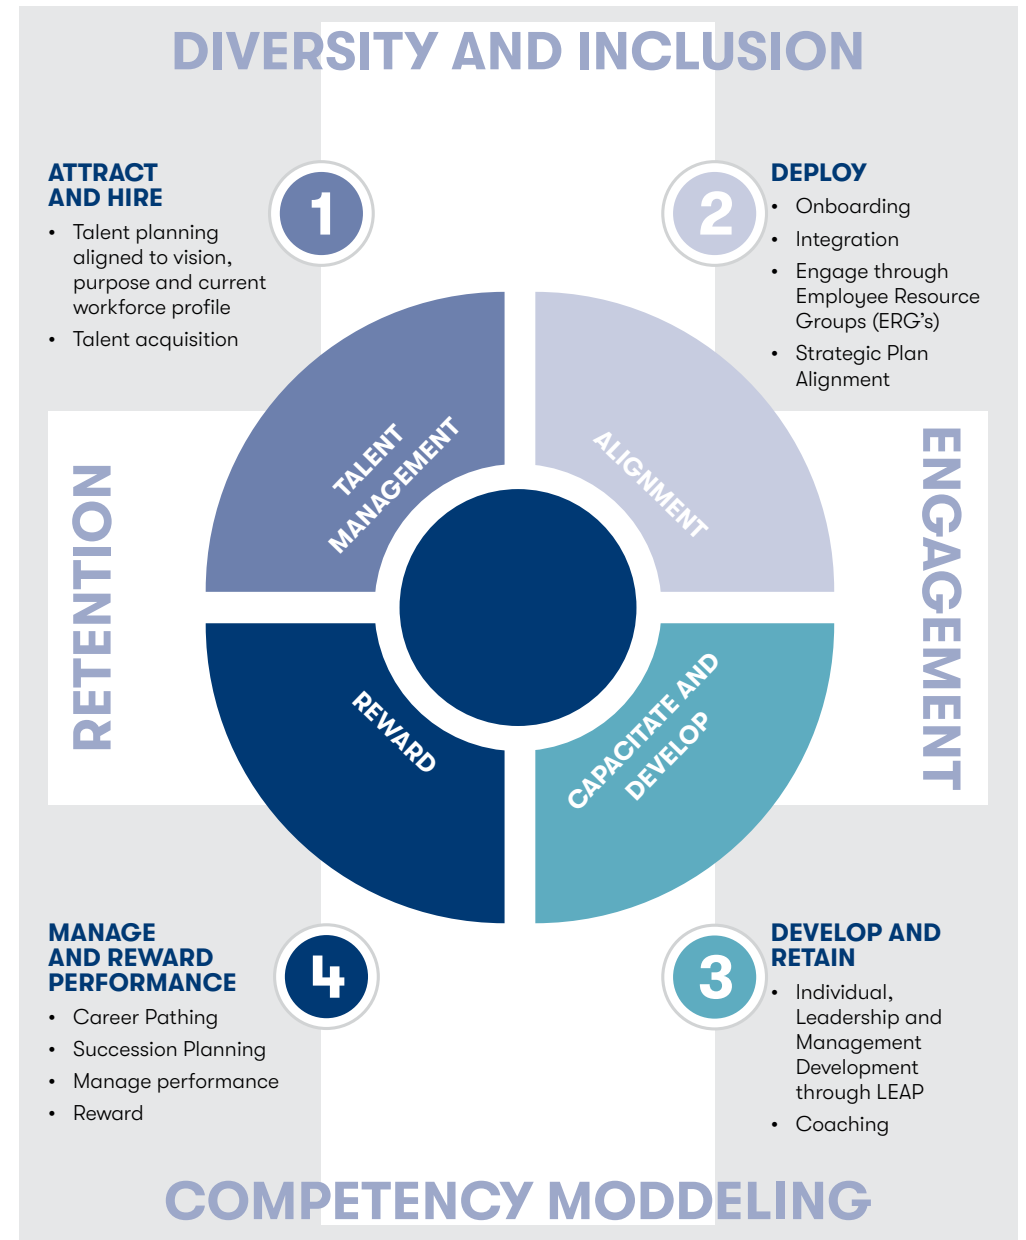 DIVERSITY AND INCLUSION
ATTRACT
AND HIRE
• Talent planning
aligned to vision,
purpose and current
workforce profile
• Talent acquisition
1
2
DEPLOY
• Onboarding
• Integration
• Engage through
Employee Resource
Groups (ERG's)
• Strategic Plan
Alignment
TALENT
MANAGEMENT
ALIGNMENT
RETENTION
ENGAGEMENT
REWARD
CAPACITATE AND
DEVELOP
MANAGE
AND REWARD
PERFORMANCE
• Career Pathing
• Succession Planning
• Manage performance
• Reward
4
3
DEVELOP AND
RETAIN
• Individual,
Leadership and
Management
Development
through LEAP
• Coaching
COMPETENCY MODDELING